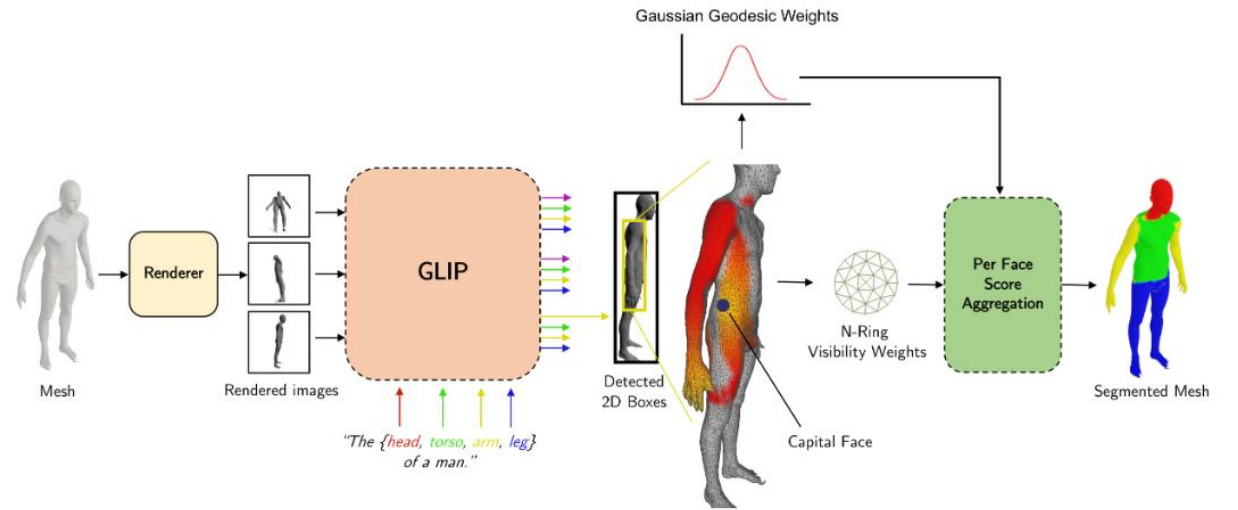 Gaussian Geodesic Weights
Renderer
GLIP
Per Face
Score
Aggregation
N-Ring
Visibility Weights
Mesh
Rendered images
Detected
2D Boxes
Segmented Mesh
"The {head, torso, arm, leg}
of a man."
Capital Face